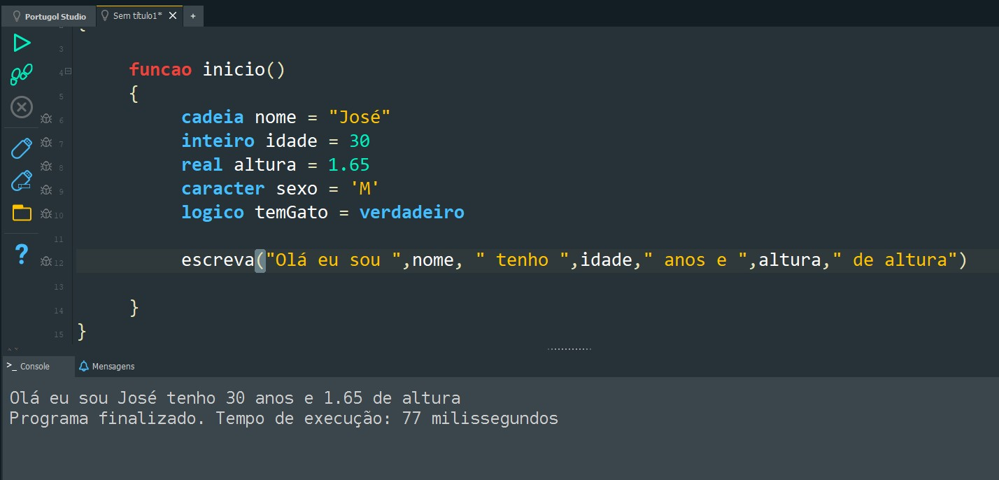 Portugol Studio
Sem título1* ✕ +
2 {
3
4 funcao inicio()
5 {
6 cadeia nome = "José"
7 inteiro idade = 30
8 real altura = 1.65
9 caracter sexo = 'M'
10 logico temGato = verdadeiro
11
12 escreva("Olá eu sou ",nome, " tenho ",idade," anos e ",altura," de altura")
13
14 }
15 }
>_ Console
Mensagens
Olá eu sou José tenho 30 anos e 1.65 de altura
Programa finalizado. Tempo de execução: 77 milissegundos